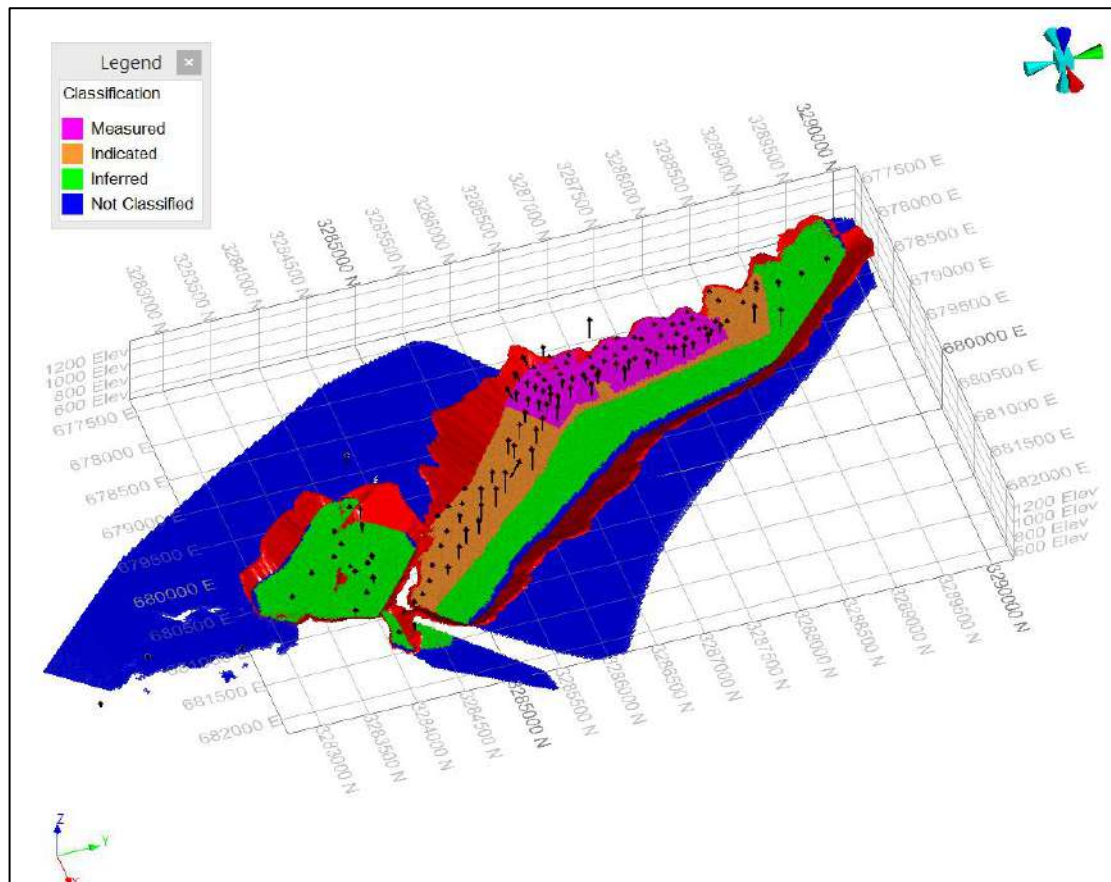 Legend ×
Classification
Measured
Indicated
Inferred
Not Classified
3283000 N
3283500 N
3284000 N
3284500 N
3285000 N
3285500 N
3286000 N
3286500 N
3287000 N
3287500 N
3288000 N
3288500 N
3289000 N
3289500 N
3290000 N
677500 E
678000 E
678500 E
679000 E
679500 E
680000 E
680500 E
681000 E
681500 E
682000 E
1200 Elev
1000 Elev
800 Elev
600 Elev
1200 Elev
1000 Elev
800 Elev
600 Elev
677500 E
678000 E
678500 E
679000 E
679500 E
680000 E
680500 E
681000 E
681500 E
682000 E
3283000 N
3283500 N
3284000 N
3284500 N
3285000 N
3285500 N
3286000 N
3286500 N
3287000 N
3287500 N
3288000 N
3288500 N
3289000 N
3289500 N
3290000 N
Z
Y